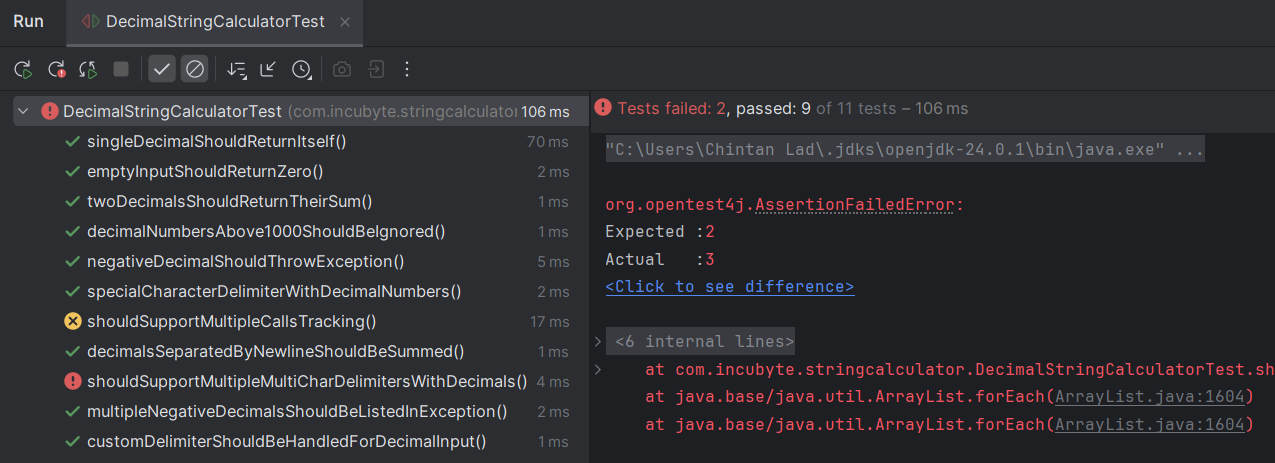 Run DecimalStringCalculatorTest
DecimalStringCalculatorTest (com.incubyte.stringcalculator 106 ms
singleDecimalShouldReturnItself() 70 ms
emptyInputShouldReturnZero() 2 ms
twoDecimalsShouldReturnTheirSum() 1 ms
decimalNumbersAbove1000ShouldBeIgnored() 1 ms
negativeDecimalShouldThrowException() 5 ms
specialCharacterDelimiterWithDecimalNumbers() 2 ms
shouldSupportMultipleCallsTracking() 17 ms
decimalsSeparatedByNewlineShouldBeSummed() 1 ms
shouldSupportMultipleMultiCharDelimitersWithDecimals() 4 ms
multipleNegativeDecimalsShouldBeListedInException() 2 ms
customDelimiterShouldBeHandledForDecimalInput() 1 ms
Tests failed: 2, passed: 9 of 11 tests – 106 ms
"C:\Users\Chintan Lad\.jdks\openjdk-24.0.1\bin\java.exe" ...
org.opentest4j.AssertionFailedError:
Expected :2
Actual   :3
<Click to see difference>
<6 internal lines>
at com.incubyte.stringcalculator.DecimalStringCalculatorTest.sh
at java.base/java.util.ArrayList.forEach(ArrayList.java:1604)
at java.base/java.util.ArrayList.forEach(ArrayList.java:1604)